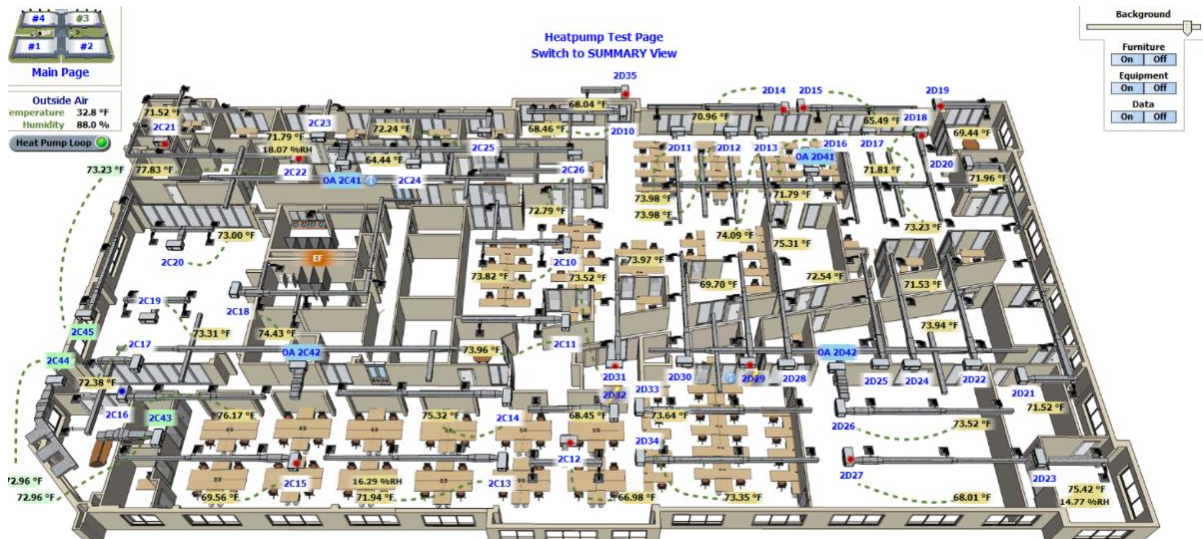 #4
#3
#1
#2
Main Page
Outside Air
emperature 32.8 °F
Humidity 88.0 %
Heat Pump Loop
Heatpump Test Page
Switch to SUMMARY View
Background
Furniture
On Off
Equipment
On Off
Data
On Off
2D35
68.04 °F
2D14
2D15
2D19
71.52 °F
2C23
70.96 °F
65.49 °F
2C21
71.79 °F
18.07 %RH
72.24 °F
68.46 °F
2D10
2D18
69.44 °F
2C25
2D11
2D12
2D13
2D16
2D17
OA 2D41
2D20
73.23 °F
77.83 °F
2C22
64.44 °F
OA 2C41
2C24
2C26
71.81 °F
71.96 °F
72.79 °F
73.98 °F
71.79 °F
73.98 °F
73.23 °F
73.00 °F
74.09 °F
75.31 °F
2C20
EF
2C10
73.82 °F
73.52 °F
73.97 °F
69.70 °F
72.54 °F
71.53 °F
2C19
2C18
2C45
73.31 °F
74.43 °F
73.94 °F
2C17
OA 2C42
73.96 °F
2C11
OA 2D42
2C44
2D31
2D30
2D29
2D28
2D25
2D24
2D22
2D21
72.38 °F
2D32
2D33
2C16
2C43
76.17 °F
75.32 °F
2C14
68.45 °F
73.64 °F
2D26
73.52 °F
71.52 °F
2D34
2C12
72.96 °F
72.96 °F
2C15
16.29 %RH
2C13
2D27
2D23
69.56 °F
71.94 °F
66.98 °F
73.35 °F
68.01 °F
75.42 °F
14.77 %RH